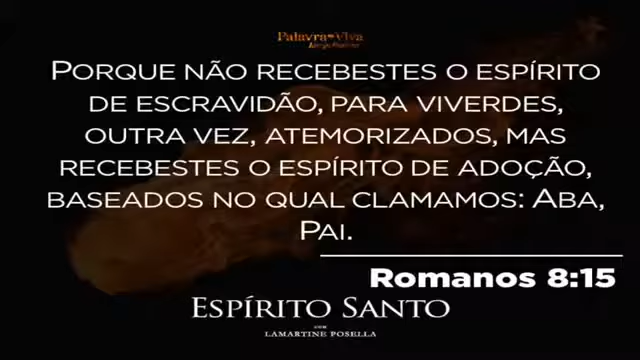 Palavra Viva
PORQUE NÃO RECEBESTES O ESPÍRITO
DE ESCRAVIDÃO, PARA VIVERDES,
OUTRA VEZ, ATEMORIZADOS, MAS
RECEBESTES O ESPÍRITO DE ADOÇÃO,
BASEADOS NO QUAL CLAMAMOS: ABA,
PAI.
Romanos 8:15
ESPÍRITO SANTO
COM
LAMARTINE POSELLA